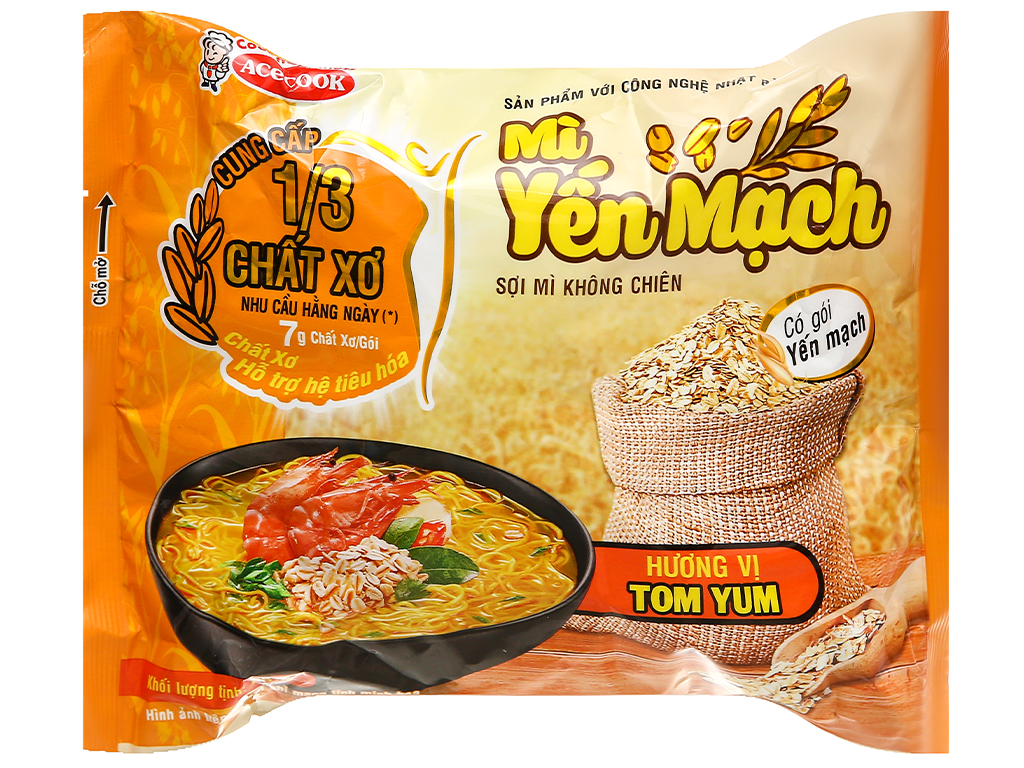 ACECOOK
CUNG CẤP
1/3
CHẤT XƠ
NHU CẦU HẰNG NGÀY (*)
7g Chất Xơ/Gói
Chất Xơ
Hỗ trợ hệ tiêu hóa
Chỗ mở
SẢN PHẨM VỚI CÔNG NGHỆ NHẬT
Mì
Yến Mạch
SỢI MÌ KHÔNG CHIÊN
Có gói
Yến mạch
HƯƠNG VỊ
TOM YUM
Khối lượng tịnh
Hình ảnh